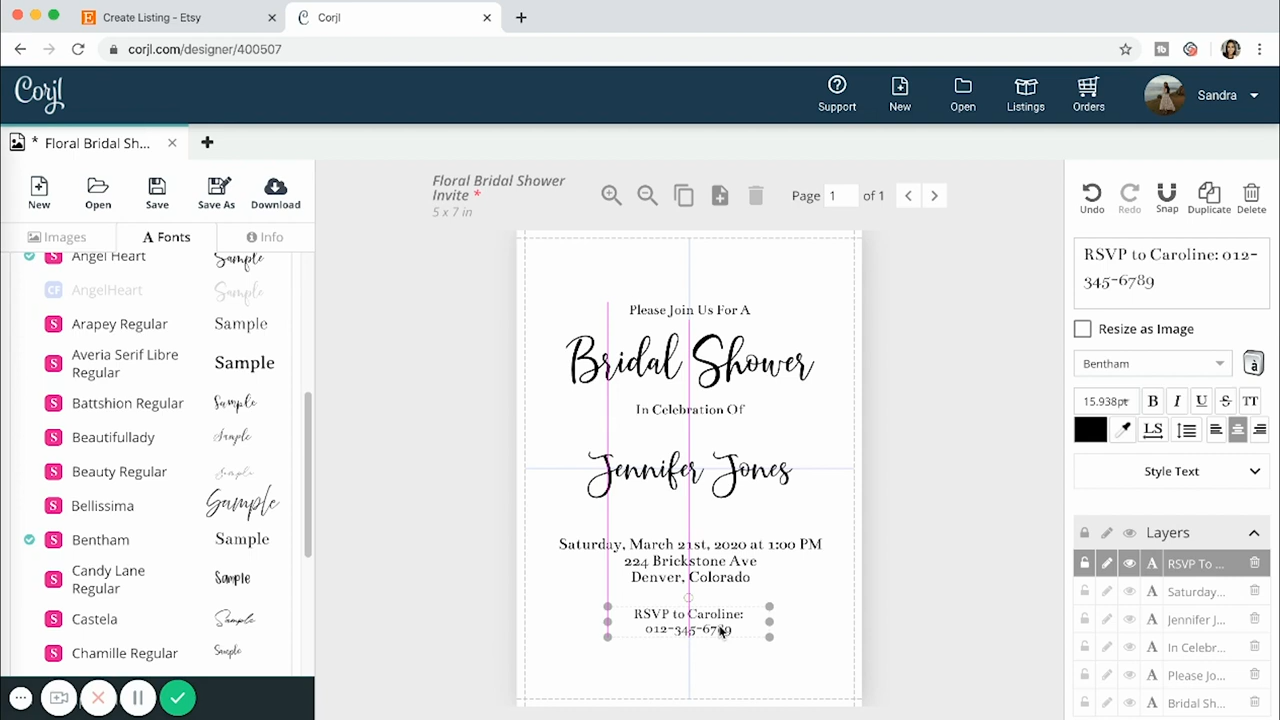 Create Listing - Etsy
Corjl
corjl.com/designer/400507
Corjl
Support
New
Open
Listings
Orders
Sandra
* Floral Bridal Sh...
New
Open
Save
Save As
Download
Images
Fonts
Info
Angel Heart
Sample
AngelHeart
Sample
Arapey Regular
Sample
Averia Serif Libre
Regular
Sample
Battshion Regular
Sample
Beautifullady
Sample
Beauty Regular
Sample
Bellissima
Sample
Bentham
Sample
Candy Lane
Regular
Sample
Castela
Sample
Chamille Regular
Sample
Floral Bridal Shower
Invite *
5 x 7 in
Page 1 of 1
Please Join Us For A
Bridal Shower
In Celebration Of
Jennifer Jones
Saturday, March 21st, 2020 at 1:00 PM
224 Brickstone Ave
Denver, Colorado
RSVP to Caroline:
012-345-6789
Undo
Redo
Snap
Duplicate
Delete
RSVP to Caroline: 012-
345-6789
Resize as Image
Bentham
15.938pt
B I U S TT
LS
Style Text
Layers
A RSVP To ...
A Saturday...
A Jennifer J...
A In Celebr...
A Please Jo...
A Bridal Sh...